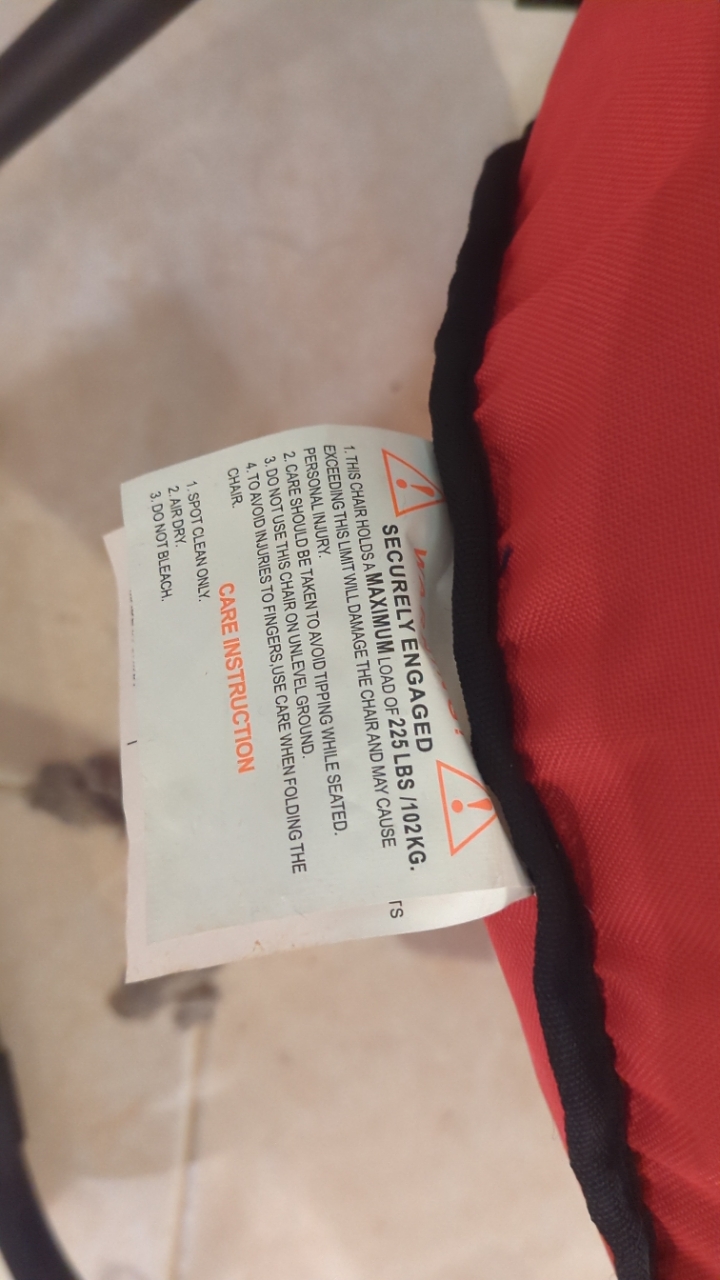 SECURELY ENGAGED
1. THIS CHAIR HOLDS A MAXIMUM LOAD OF 225 LBS /102KG.
EXCEEDING THIS LIMIT WILL DAMAGE THE CHAIR AND MAY CAUSE
PERSONAL INJURY.
2. CARE SHOULD BE TAKEN TO AVOID TIPPING WHILE SEATED.
3. DO NOT USE THIS CHAIR ON UNLEVEL GROUND.
4. TO AVOID INJURIES TO FINGERS,USE CARE WHEN FOLDING THE
CHAIR.
CARE INSTRUCTION
1. SPOT CLEAN ONLY.
2. AIR DRY.
3. DO NOT BLEACH.